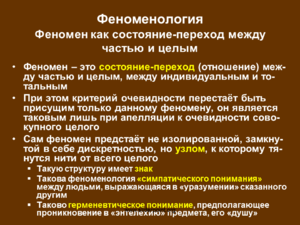 Феноменология
Феномен как состояние-переход между
частью и целым
• Феномен – это состояние-переход (отношение) меж-
ду частью и целым, между индивидуальным и то-
тальным
• При этом критерий очевидности перестаёт быть
присущим только данному феномену, он является
таковым лишь при апелляции к очевидности сово-
купного целого
• Сам феномен предстаёт не изолированной, замкну-
той в себе дискретностью, но узлом, к которому тя-
нутся нити от всего целого
▪ Такую структуру имеет знак
▪ Такова феноменология «симпатического понимания»
между людьми, выражающаяся в «уразумении» сказанного
другим
▪ Таково герменевтическое понимание, предполагающее
проникновение в «энтелехию» предмета, его «душу»